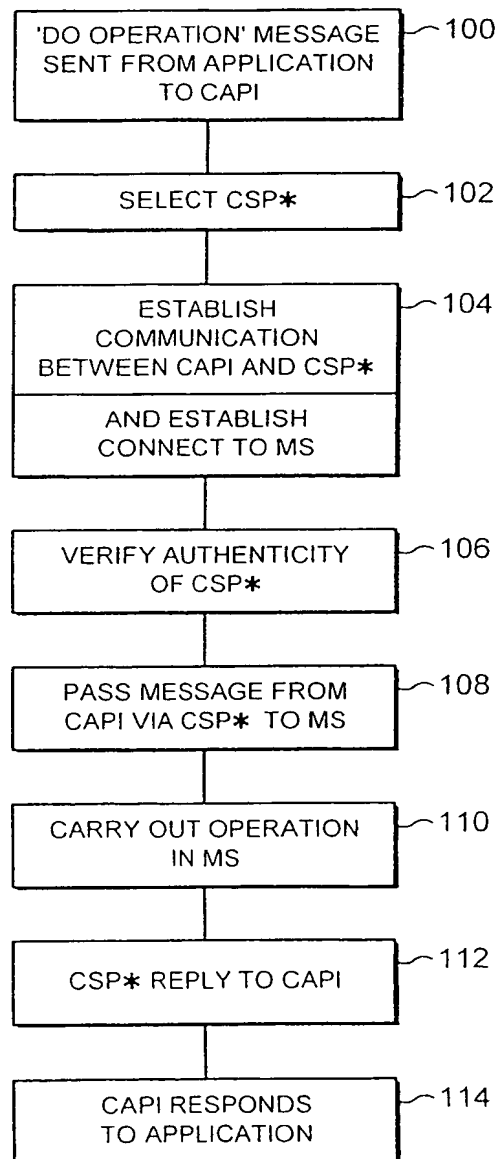 'DO OPERATION' MESSAGE
SENT FROM APPLICATION
TO CAPI
100
SELECT CSP*
102
ESTABLISH
COMMUNICATION
BETWEEN CAPI AND CSP*
AND ESTABLISH
CONNECT TO MS
104
VERIFY AUTHENTICITY
OF CSP*
106
PASS MESSAGE FROM
CAPI VIA CSP* TO MS
108
CARRY OUT OPERATION
IN MS
110
CSP* REPLY TO CAPI
112
CAPI RESPONDS
TO APPLICATION
114